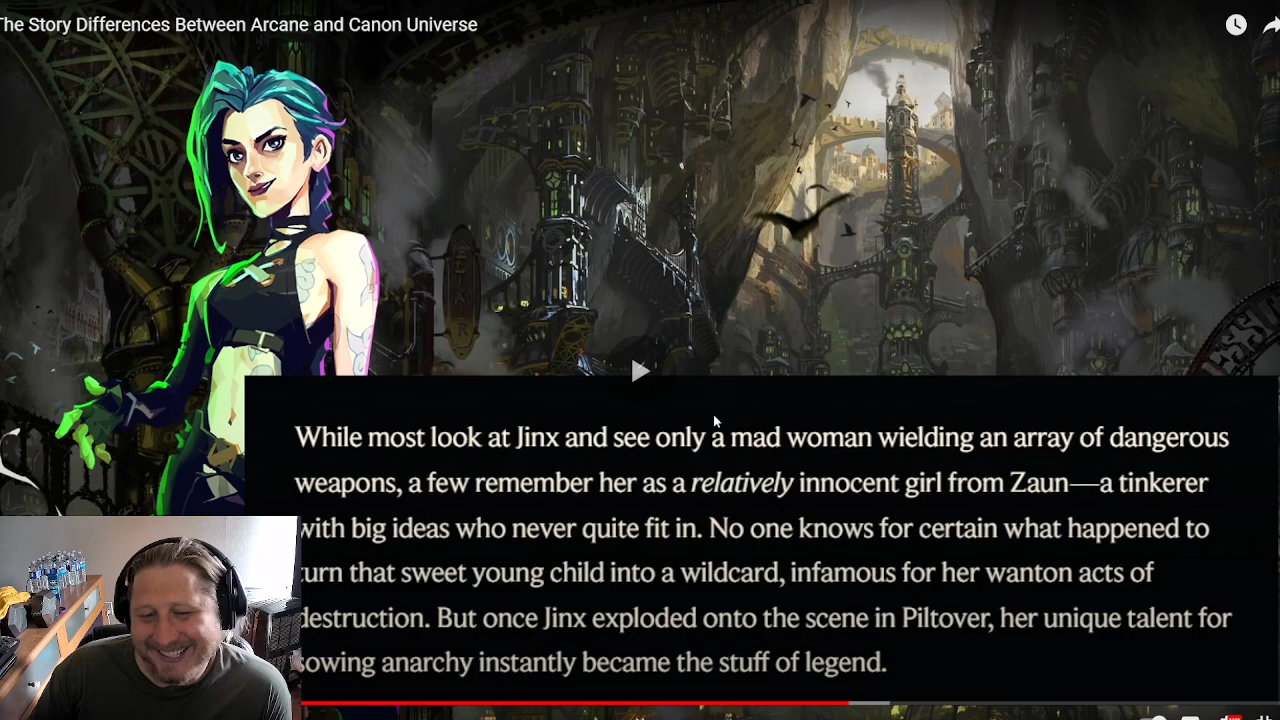 The Story Differences Between Arcane and Canon Universe
While most look at Jinx and see only a mad woman wielding an array of dangerous
weapons, a few remember her as a relatively innocent girl from Zaun—a tinkerer
with big ideas who never quite fit in. No one knows for certain what happened to
turn that sweet young child into a wildcard, infamous for her wanton acts of
destruction. But once Jinx exploded onto the scene in Piltover, her unique talent for
sowing anarchy instantly became the stuff of legend.